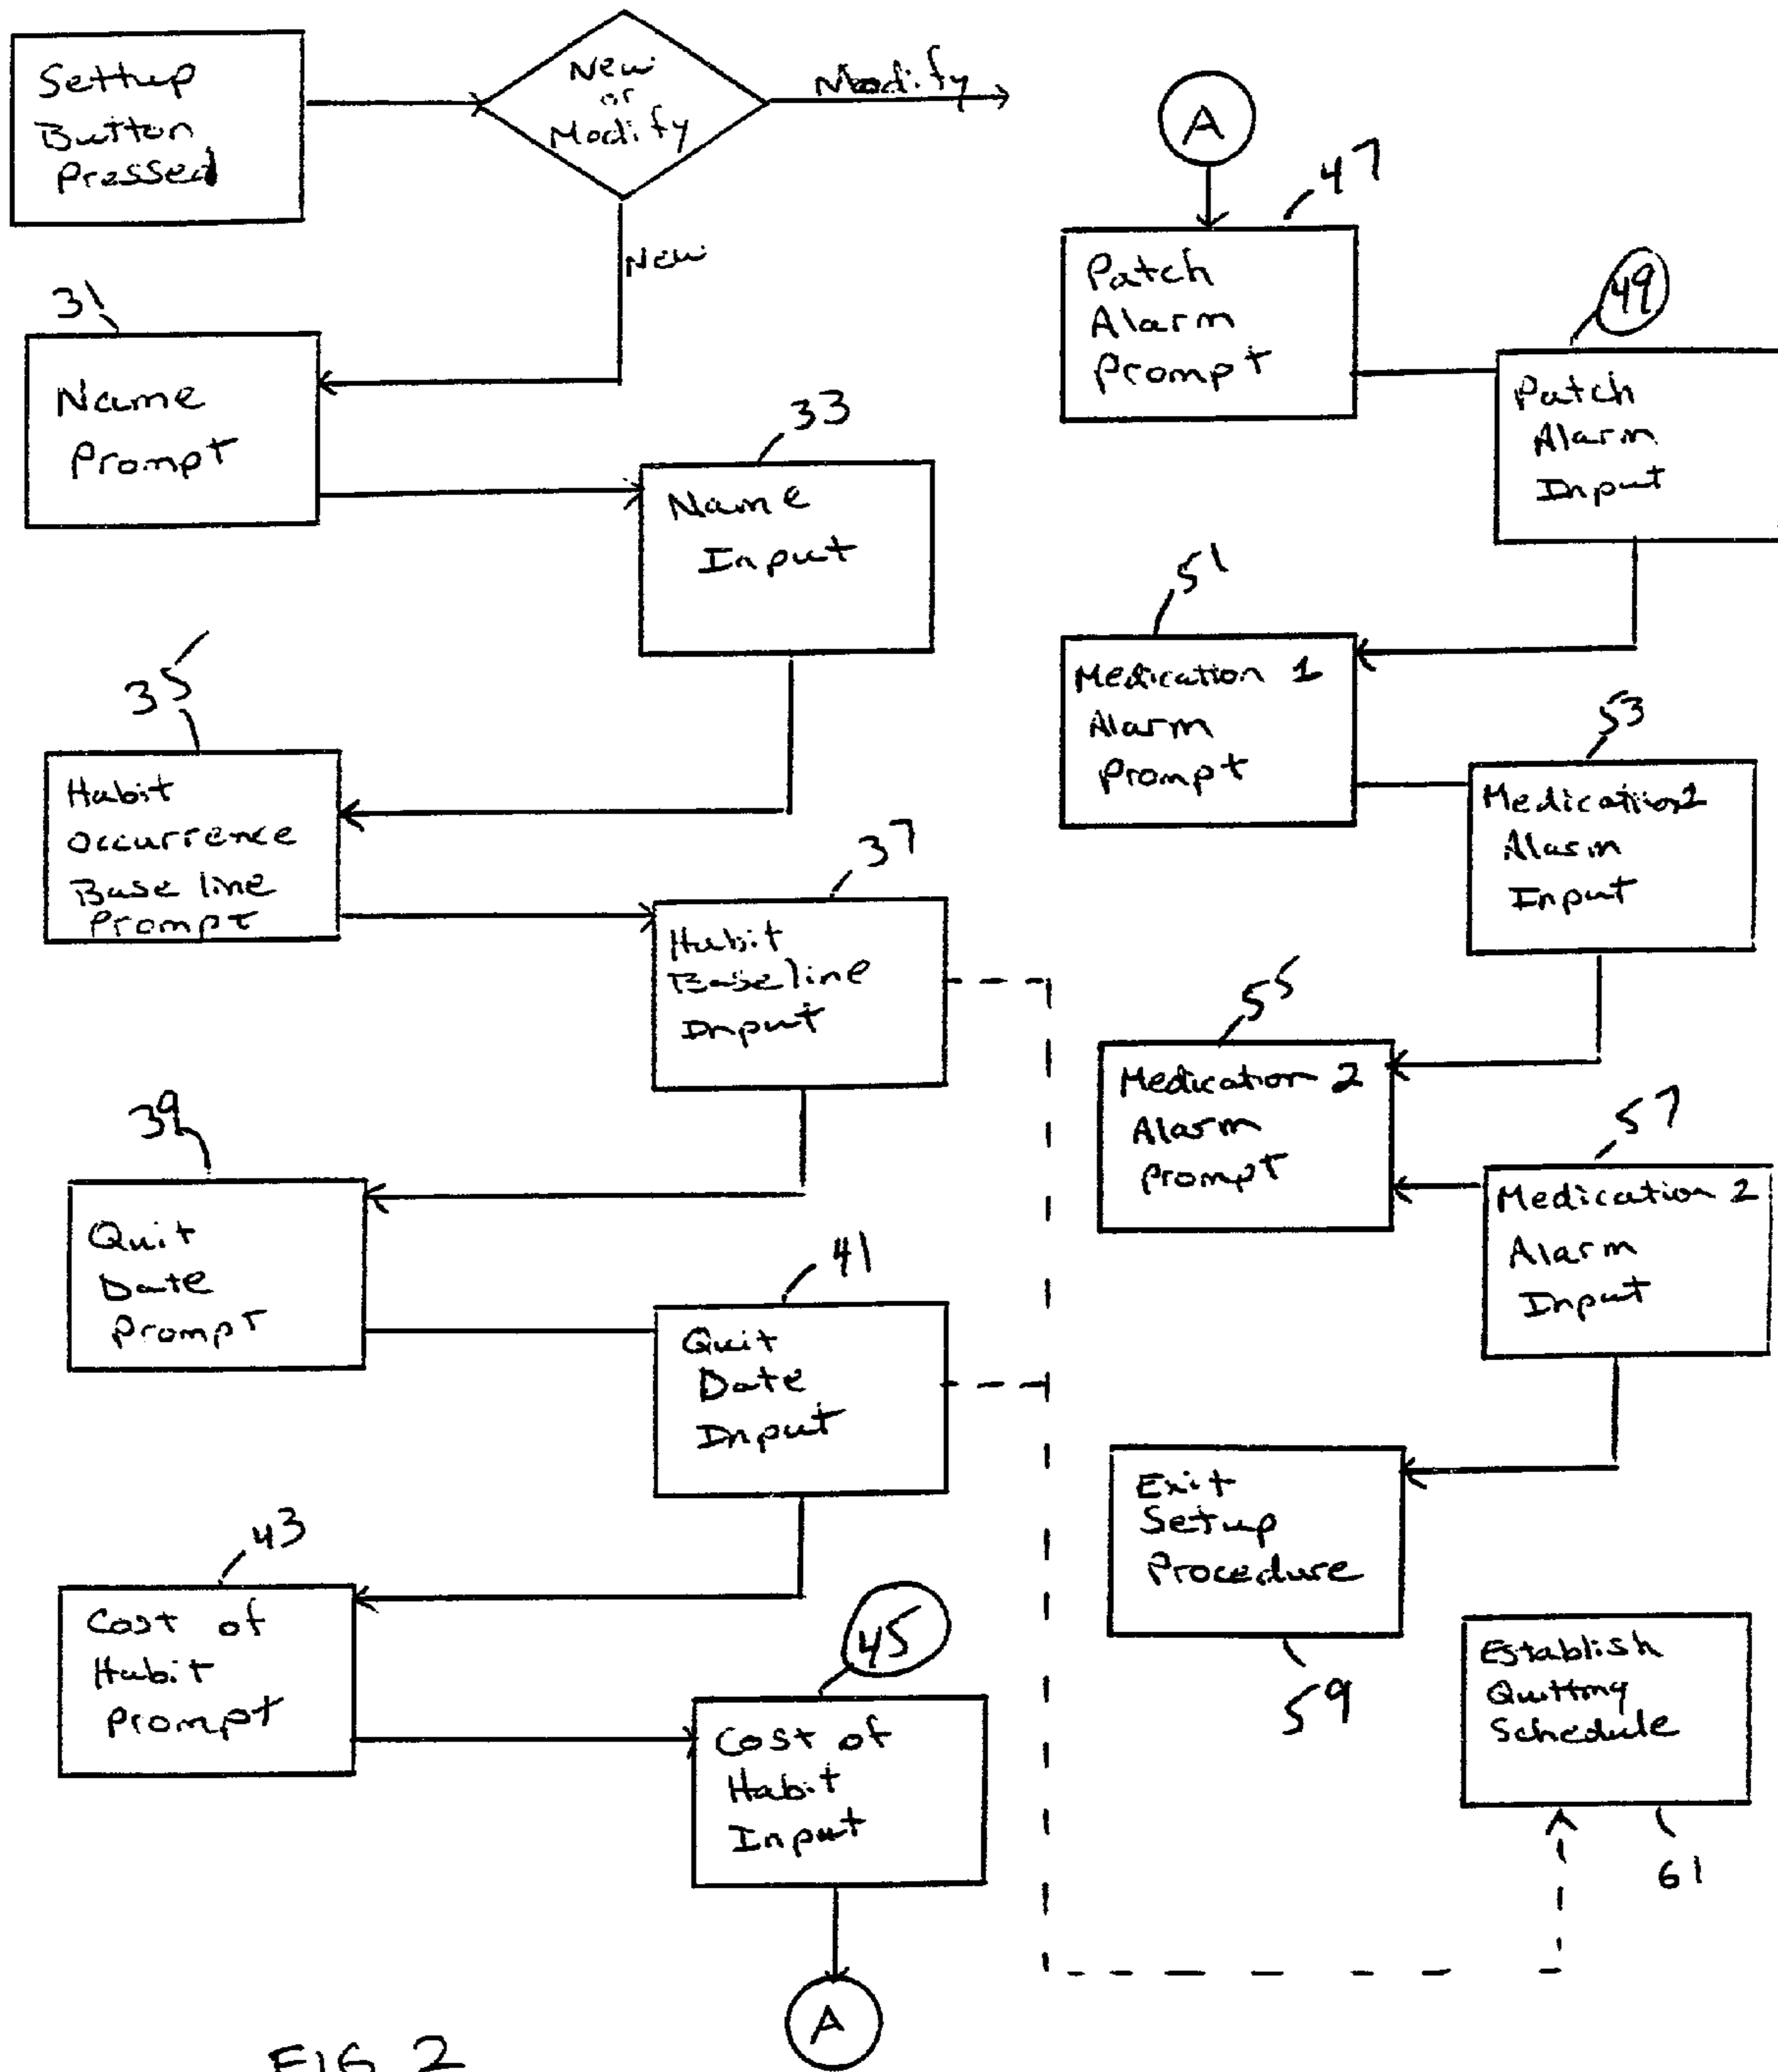 Settup
Button
Pressed
New
or
Modify
Modify
New
31
Name
Prompt
33
Name
Input
35
Habit
Occurrence
Base line
Prompt
37
Habit
Baseline
Input
39
Quit
Date
Prompt
41
Quit
Date
Input
43
Cost of
Habit
Prompt
45
Cost of
Habit
Input
A
FIG 2
A
47
Patch
Alarm
Prompt
49
Patch
Alarm
Input
51
Medication 1
Alarm
Prompt
53
Medication 1
Alarm
Input
55
Medication 2
Alarm
Prompt
57
Medication 2
Alarm
Input
Exit
Setup
Procedure
59
Establish
Quitting
Schedule
61